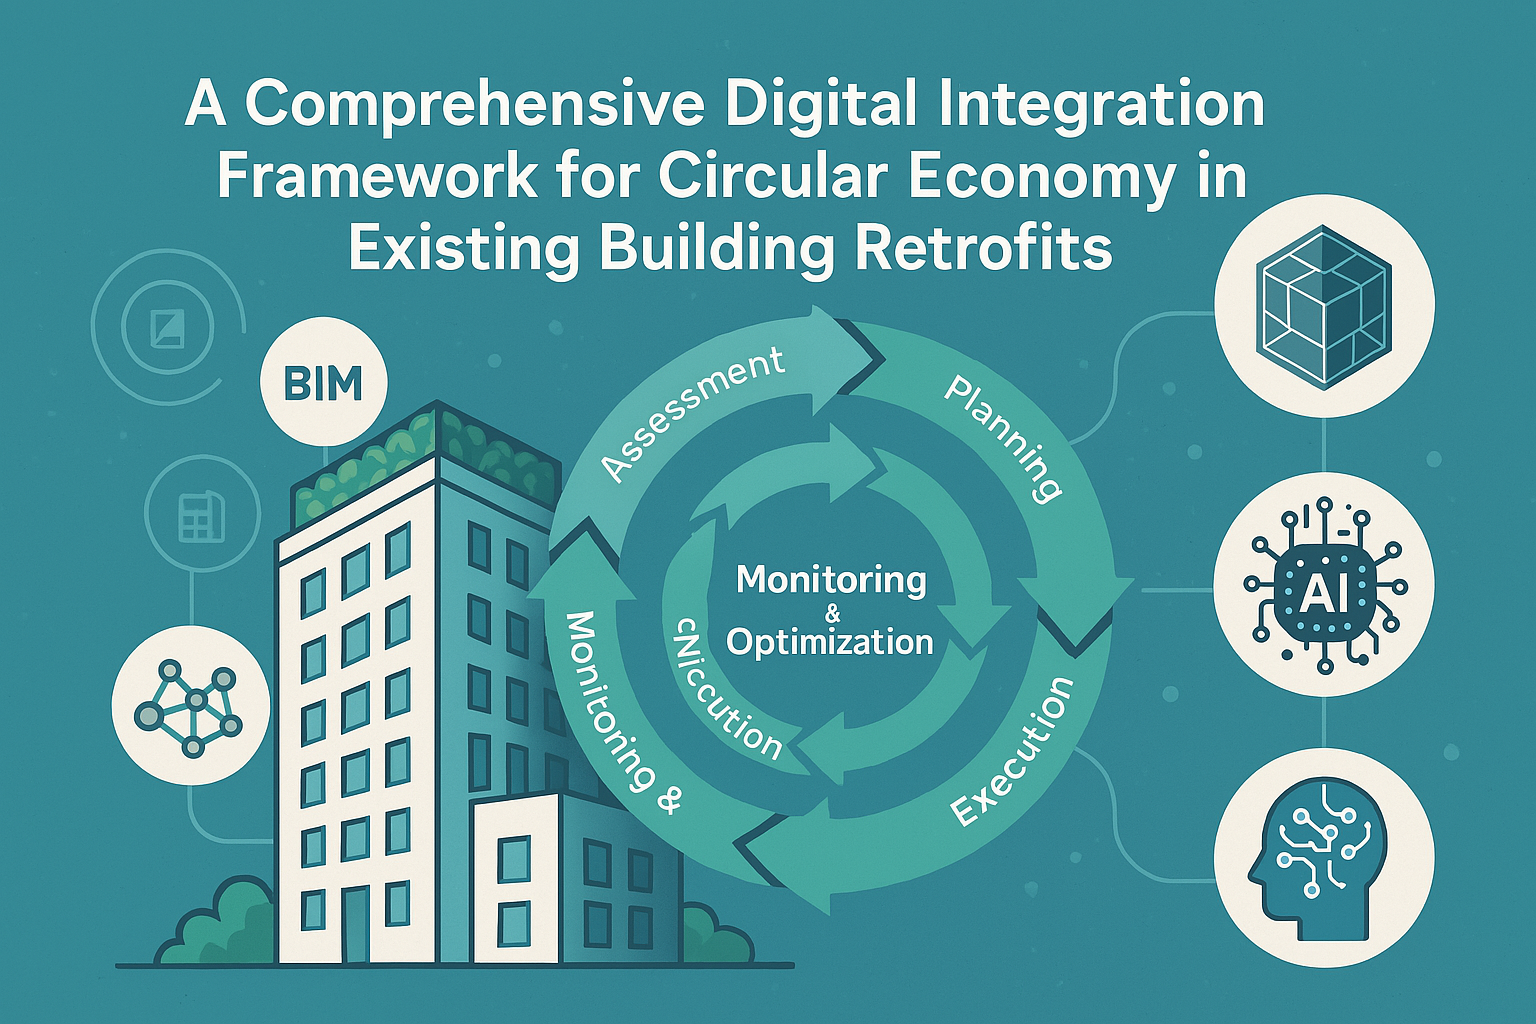 A Comprehensive Digital Integration
Framework for Circular Economy in
Existing Building Retrofits
BIM
Assessment
Planning
Execution
Monitoring &
cNiccution
Monitoring
&
Optimization
AI